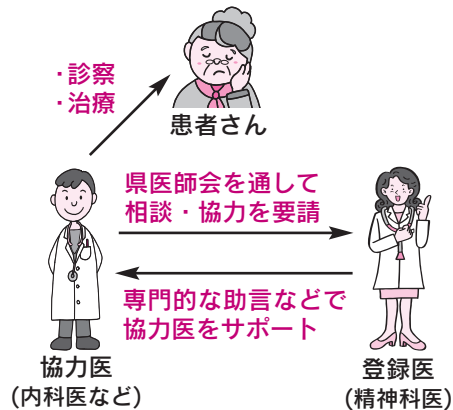 ・診察
・治療
患者さん
県医師会を通して
相談・協力を要請
専門的な助言などで
協力医をサポート
協力医
(内科医など)
登録医
(精神科医)